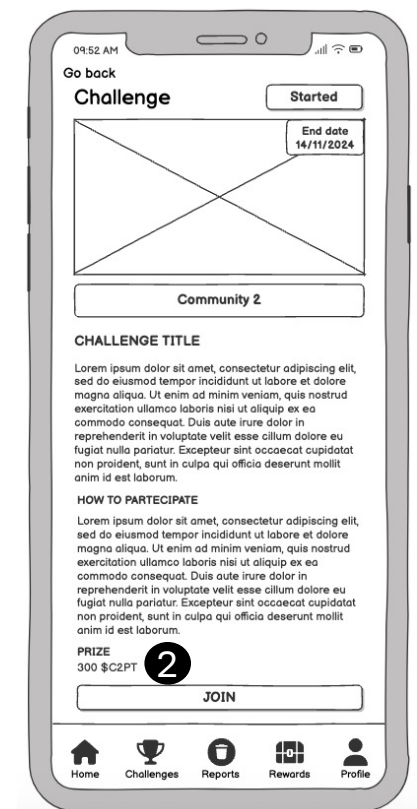 09:52 AM
Go back
Challenge
Started
End date
14/11/2024
Community 2
CHALLENGE TITLE
Lorem ipsum dolor sit amet, consectetur adipiscing elit,
sed do eiusmod tempor incididunt ut labore et dolore
magna aliqua. Ut enim ad minim veniam, quis nostrud
exercitation ullamco laboris nisi ut aliquip ex ea
commodo consequat. Duis aute irure dolor in
reprehenderit in voluptate velit esse cillum dolore eu
fugiat nulla pariatur. Excepteur sint occaecat cupidatat
non proident, sunt in culpa qui officia deserunt mollit
anim id est laborum.
HOW TO PARTECIPATE
Lorem ipsum dolor sit amet, consectetur adipiscing elit,
sed do eiusmod tempor incididunt ut labore et dolore
magna aliqua. Ut enim ad minim veniam, quis nostrud
exercitation ullamco laboris nisi ut aliquip ex ea
commodo consequat. Duis aute irure dolor in
reprehenderit in voluptate velit esse cillum dolore eu
fugiat nulla pariatur. Excepteur sint occaecat cupidatat
non proident, sunt in culpa qui officia deserunt mollit
anim id est laborum.
PRIZE
300 $C2PT
2
JOIN
Home Challenges Reports Rewards Profile